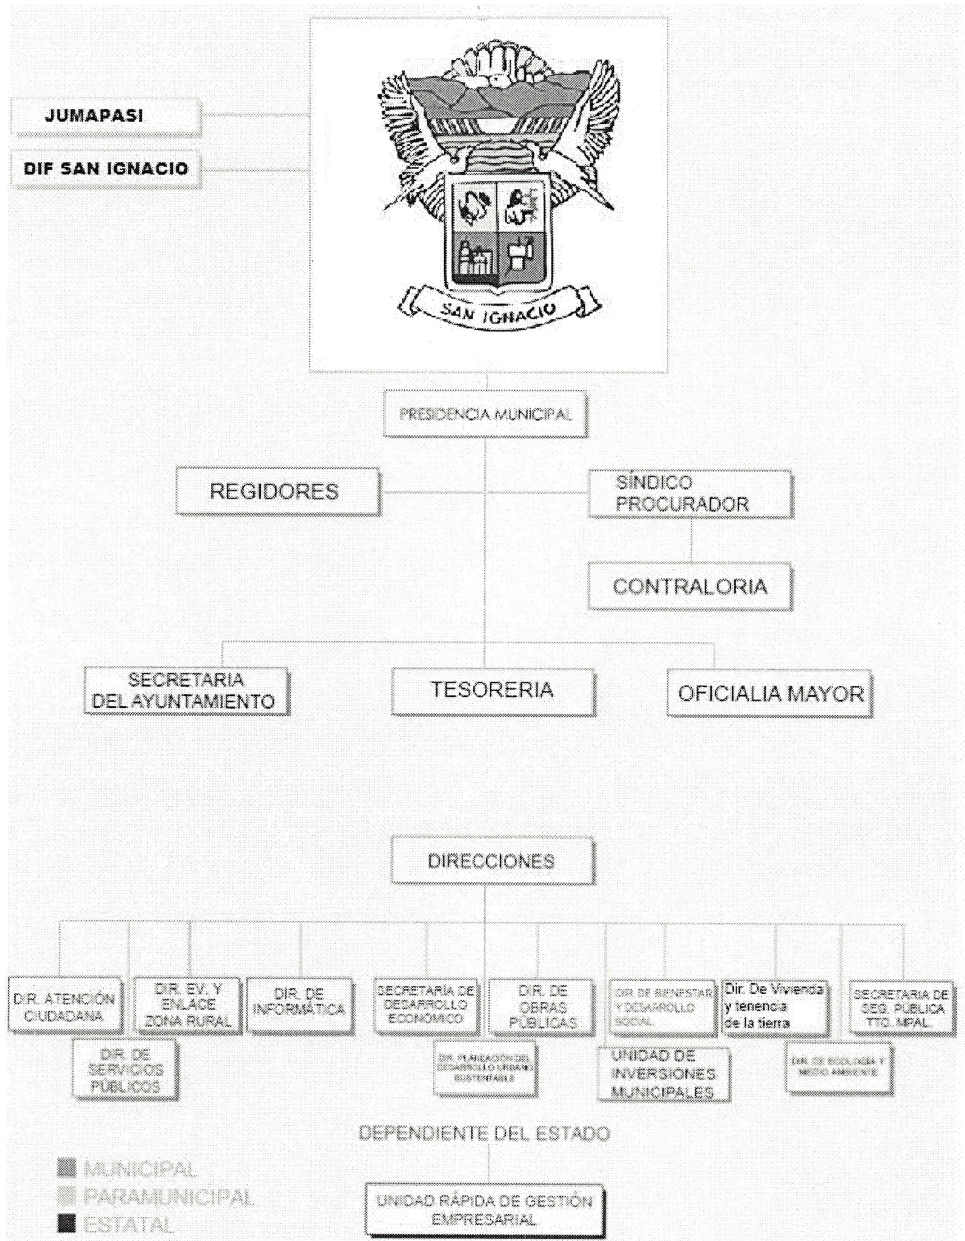 JUMAPASI
DIF SAN IGNACIO
SAN IGNACIO
PRESIDENCIA MUNICIPAL
REGIDORES
SÍNDICO
PROCURADOR
CONTRALORIA
SECRETARIA
DEL AYUNTAMIENTO
TESORERIA
OFICIALIA MAYOR
DIRECCIONES
DIR. ATENCIÓN
CIUDADANA
DIR. EV. Y
ENLACE
ZONA RURAL
DIR. DE
INFORMÁTICA
SECRETARÍA DE
DEDARROLLO
ECONÓMICO
DIR. DE
OBRAS
PÚBLICAS
DIR DE BIENESTAR
Y DESARROLLO
SOCIAL
Dir. De Vivienda
y tenencia
de la tierra
SECRETARIA DE
SEG. PÚBLICA
TTO. MPAL.
DIR. DE
SERVICIOS
PÚBLICOS
DIR. PLANEACIÓN DEL
DESARROLLO URBANO
SUSTENTABLE
UNIDAD DE
INVERSIONES
MUNICIPALES
DIR. DE ECOLOGÍA Y
MEDIO AMBIENTE
DEPENDIENTE DEL ESTADO
MUNICIPAL
PARAMUNICIPAL
ESTATAL
UNIDAD RÁPIDA DE GESTIÓN
EMPRESARIAL